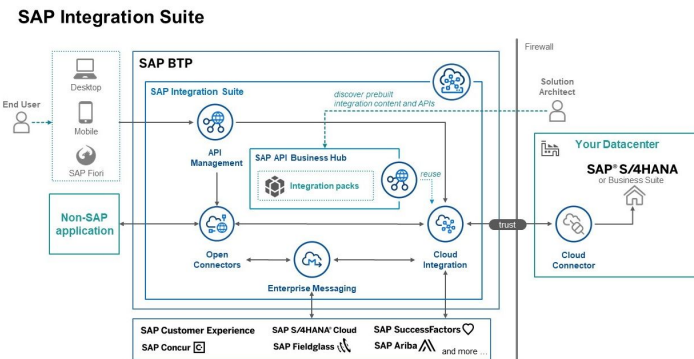 SAP Integration Suite
Firewall
SAP BTP
Desktop
Mobile
SAP Fiori
End User
SAP Integration Suite
discover prebuilt
integration content and APIs
Solution
Architect
API
Management
SAP API Business Hub
Integration packs
reuse
Your Datacenter
SAP® S/4HANA
or Business Suite
Non-SAP
application
trust
Open
Connectors
Cloud
Integration
Cloud
Connector
Enterprise Messaging
SAP Customer Experience
SAP S/4HANA® Cloud
SAP SuccessFactors
SAP Concur C
SAP Fieldglass
SAP Ariba
and more ...